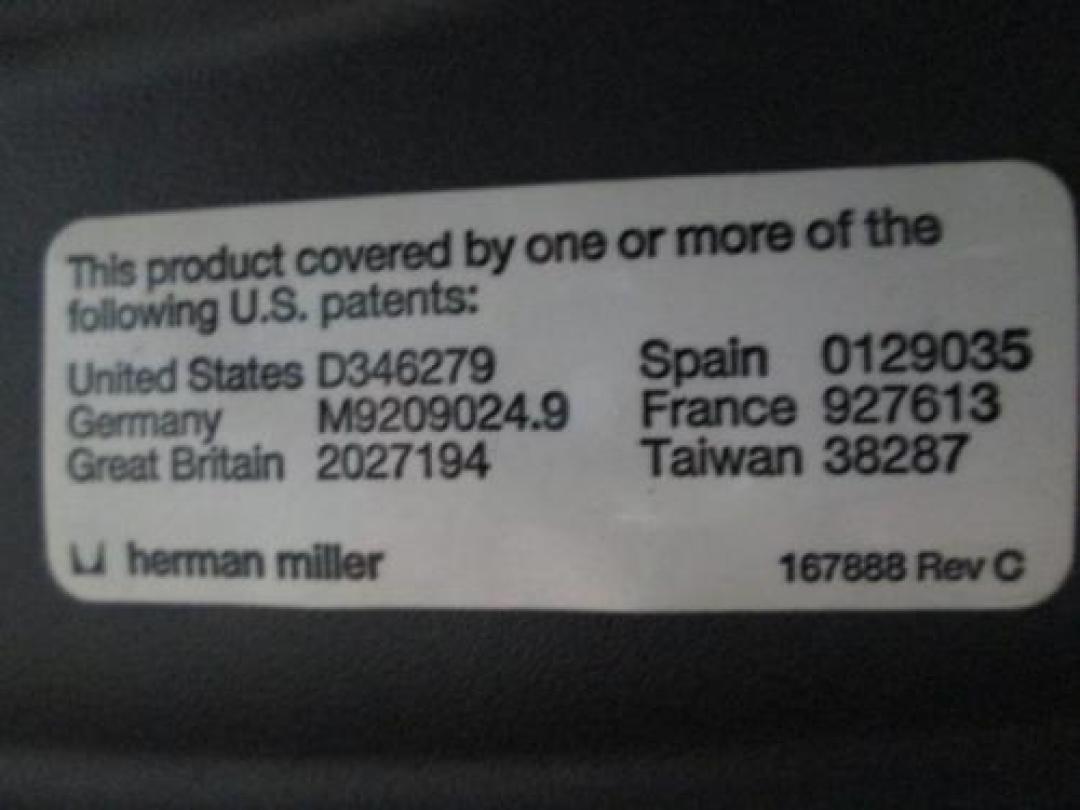 This product covered by one or more of the
following U.S. patents:
United States D346279 Spain 0129035
Germany M9209024.9 France 927613
Great Britain 2027194 Taiwan 38287
herman miller 167888 Rev C